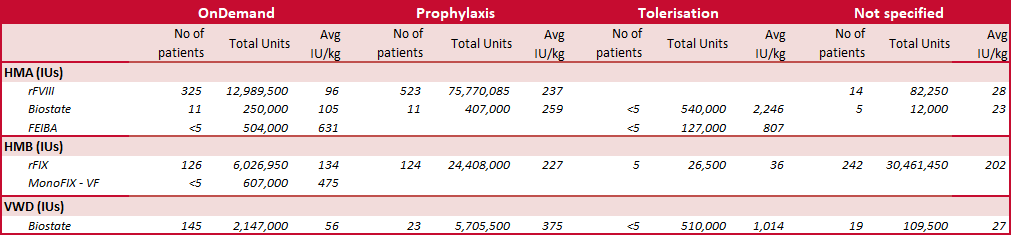 OnDemand Prophylaxis Tolerisation Not specified
No of patients Total Units Avg IU/kg No of patients Total Units Avg IU/kg No of patients Total Units Avg IU/kg No of patients Total Units Avg IU/kg
HMA (IUs)
rFVIII 325 12,989,500 96 523 75,770,085 237 14 82,250 28
Biostate 11 250,000 105 11 407,000 259 <5 540,000 2,246 5 12,000 23
FEIBA <5 504,000 631 <5 127,000 807
HMB (IUs)
rFIX 126 6,026,950 134 124 24,408,000 227 5 26,500 36 242 30,461,450 202
MonoFIX - VF <5 607,000 475
VWD (IUs)
Biostate 145 2,147,000 56 23 5,705,500 375 <5 510,000 1,014 19 109,500 27